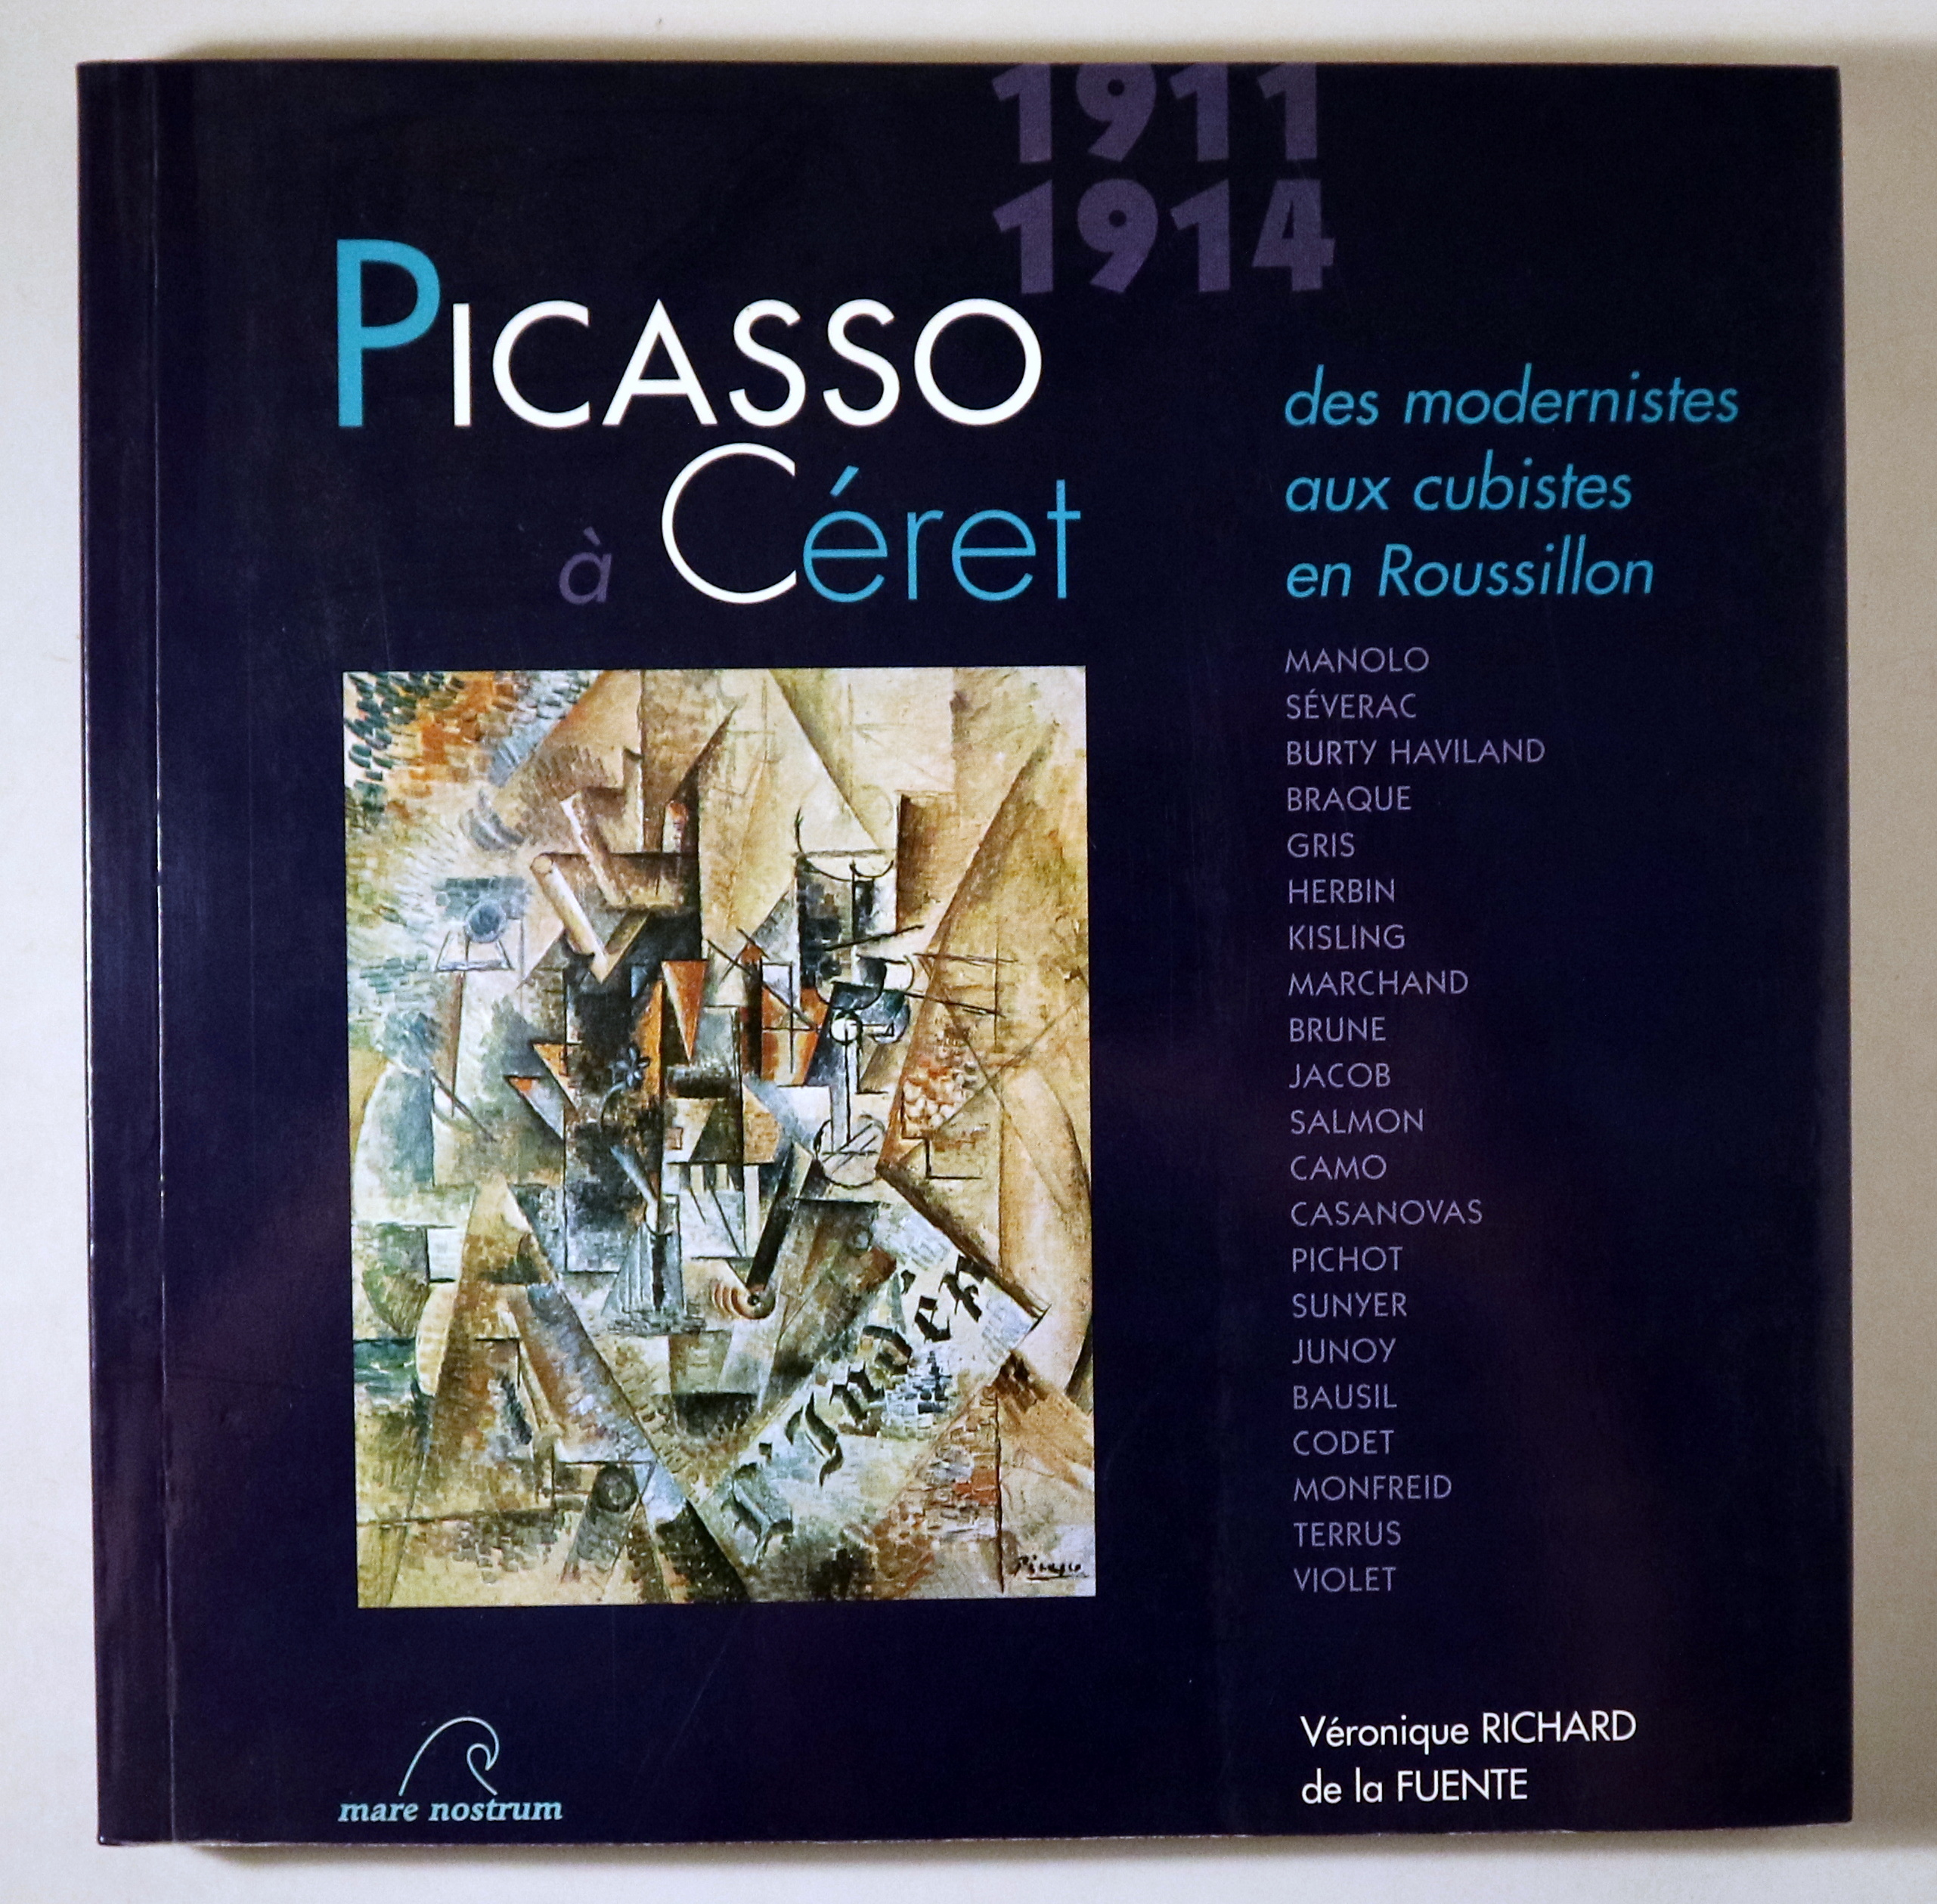 1911
1914
PICASSO
à Céret
des modernistes
aux cubistes
en Roussillon
MANOLO
SÉVERAC
BURTY HAVILAND
BRAQUE
GRIS
HERBIN
KISLING
MARCHAND
BRUNE
JACOB
SALMON
CAMO
CASANOVAS
PICHOT
SUNYER
JUNOY
BAUSIL
CODET
MONFREID
TERRUS
VIOLET
L'Indép
Picasso
mare nostrum
Véronique RICHARD
de la FUENTE